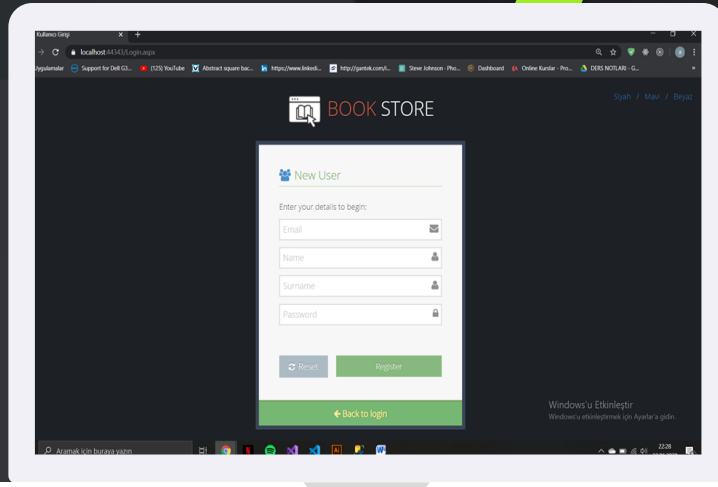 Kullanıcı Girişi
localhost:44343/Login.aspx
Uygulamalar Support for Dell G3... (125) YouTube Abstract square bac... https://www.linkedi... http://gantek.com/i... Steve Johnson - Pho... Dashboard Online Kurslar - Pro... DERS NOTLARI - G...
Siyah / Mavi / Beyaz
BOOK STORE
New User
Enter your details to begin:
Email
Name
Surname
Password
Reset Register
Back to login
Windows'u Etkinleştir
Windows'u etkinleştirmek için Ayarlar'a gidin.
Aramak için buraya yazın
22:28